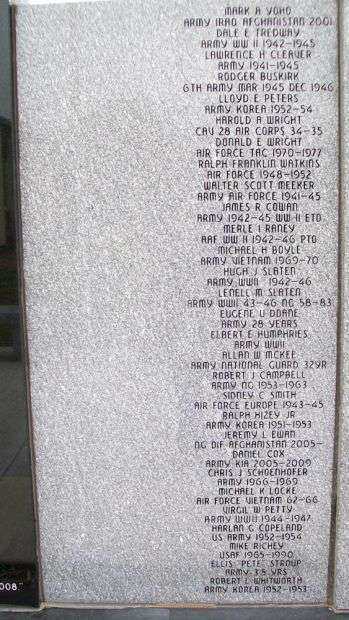 MARK A YOHO
ARMY IRAQ AFGHANISTAN 2001
DALE E TREDWAY
ARMY WW II 1942-1945
LAWRENCE H CLEAVER
ARMY 1941-1945
RODGER BUSKIRK
6TH ARMY MAR 1945 DEC 1946
LLOYD E PETERS
ARMY KOREA 1952-54
HAROLD A WRIGHT
CAV 28 AIR CORPS 34-35
DONALD E WRIGHT
AIR FORCE TAC 1970-1977
RALPH FRANKLIN WATKINS
AIR FORCE 1948-1952
WALTER SCOTT MEEKER
ARMY AIR FORCE 1941-45
JAMES R COWAN
ARMY 1942-45 WW II ETO
MERLE I RANEY
AAF WW II 1942-46 PTO
MICHAEL H BOYLE
ARMY VIETNAM 1969-70
HUGH J SLATEN
ARMY WWII 1942-46
LENELL M SLATEN
ARMY WWII 43-46 NG 58-83
EUGENE U DOANE
ARMY 28 YEARS
ELBERT E HUMPHRIES
ARMY WWII
ALLAN W MCKEE
ARMY NATIONAL GUARD 32YR
ROBERT J CAMPBELL
ARMY NG 1953-1963
SIDNEY C SMITH
AIR FORCE EUROPE 1943-45
RALPH HIZEY JR
ARMY KOREA 1951-1953
JEREMY L EWAN
NG OIF AFGHANISTAN 2005-
DANIEL COX
ARMY KIA 2005-2009
CHRIS J SCHOENHOFER
ARMY 1966-1969
MICHAEL K LOCKE
AIR FORCE VIETNAM 62-66
VIRGIL W PETTY
ARMY WWII 1944-1947
HARLAN G COPELAND
US ARMY 1952-1954
MIKE RICHEY
USAF 1965-1990
ELLIS "PETE" STROUP
ARMY 3.5 YRS
ROBERT L WHITWORTH
ARMY KOREA 1952-1953
008."